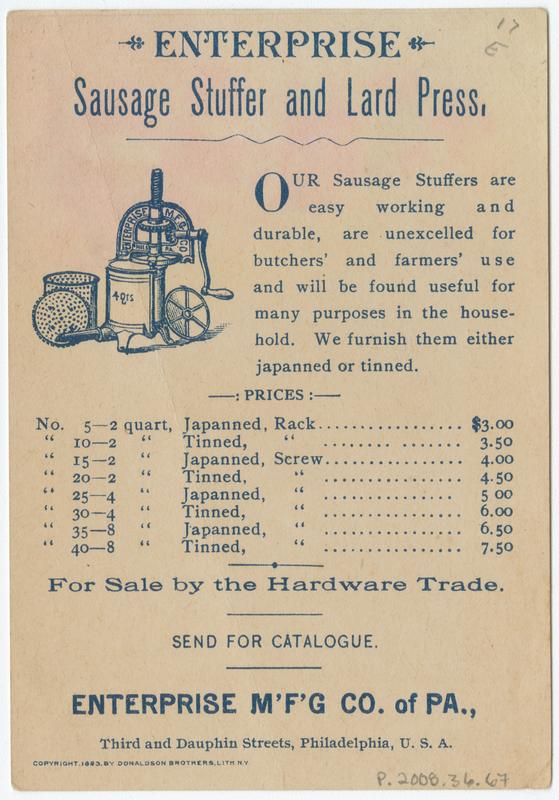 17
E
ENTERPRISE
Sausage Stuffer and Lard Press.
ENTERPRISE M'F'G CO
4 QTS
OUR Sausage Stuffers are
easy working and
durable, are unexcelled for
butchers' and farmers' use
and will be found useful for
many purposes in the house-
hold. We furnish them either
japanned or tinned.
—: PRICES :—
No. 5—2 quart, Japanned, Rack.................. $3.00
“ 10—2 “ Tinned, “ ........ ....... 3.50
“ 15—2 “ Japanned, Screw................. 4.00
“ 20—2 “ Tinned, “ ................. 4.50
“ 25—4 “ Japanned, “ ................. 5 00
“ 30—4 “ Tinned, “ ................. 6.00
“ 35—8 “ Japanned, “ ................. 6.50
“ 40—8 “ Tinned, “ ................. 7.50
For Sale by the Hardware Trade.
SEND FOR CATALOGUE.
ENTERPRISE M'F'G CO. of PA.,
Third and Dauphin Streets, Philadelphia, U. S. A.
COPYRIGHT, 1893, BY DONALDSON BROTHERS, LITH N.Y.
P.2008.36.67